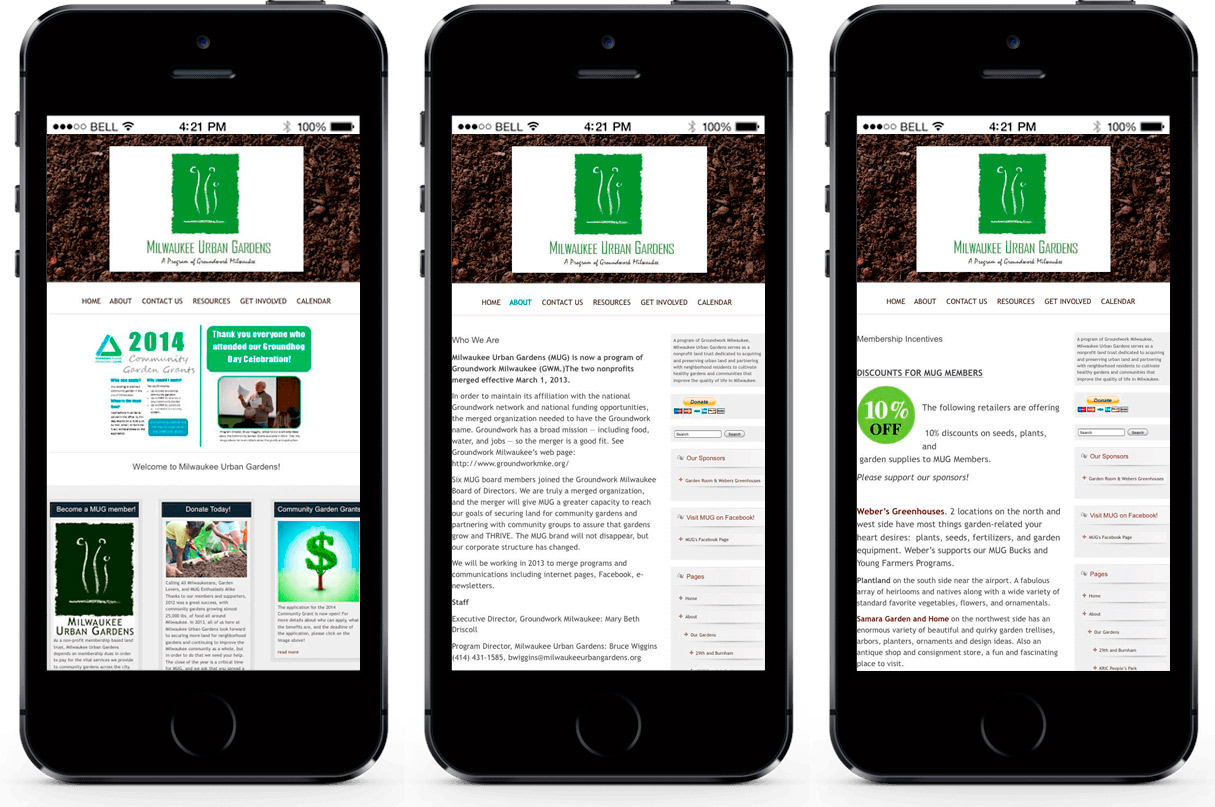 BELL 4:21 PM 100%
MILWAUKEE URBAN GARDENS
A Program of Groundwork Milwaukee
HOME ABOUT CONTACT US RESOURCES GET INVOLVED CALENDAR
2014
Community
Garden Grants
Who can apply?
Why should I apply?
Thank you everyone who
attended our Groundhog
Day Celebration!
Welcome to Milwaukee Urban Gardens!
Become a MUG member!
MILWAUKEE
URBAN GARDENS
As a non-profit membership based land
trust, Milwaukee Urban Gardens
depends on membership dues in order
to pay for the vital services we provide
to community gardens across the city.
Donate Today!
Calling All Milwaukeeans, Garden
Lovers, and MUG Enthusiasts Alike
Thanks to our members and supporters,
2012 was a great success, with
community gardens growing almost
25,000 lbs. of food all around
Milwaukee. In 2013, all of us here at
Milwaukee Urban Gardens look forward
to securing more land for neighborhood
gardens and continuing to improve the
Milwaukee community as a whole, but
in order to do that we need your help.
The close of the year is a critical time
for MUG, and we ask that you spend a
Community Garden Grants
$
The application for the 2014
Community Grant is now open! For
more details about who can apply, what
the benefits are, and the deadline of
the application, please click on the
image above!
read more
BELL 4:21 PM 100%
MILWAUKEE URBAN GARDENS
A Program of Groundwork Milwaukee
HOME ABOUT CONTACT US RESOURCES GET INVOLVED CALENDAR
Who We Are
Milwaukee Urban Gardens (MUG) is now a program of
Groundwork Milwaukee (GWM.)The two nonprofits
merged effective March 1, 2013.
In order to maintain its affiliation with the national
Groundwork network and national funding opportunities,
the merged organization needed to have the Groundwork
name. Groundwork has a broad mission — including food,
water, and jobs — so the merger is a good fit. See
Groundwork Milwaukee's web page:
http://www.groundworkmke.org/
Six MUG board members joined the Groundwork Milwaukee
Board of Directors. We are truly a merged organization,
and the merger will give MUG a greater capacity to reach
our goals of securing land for community gardens and
partnering with community groups to assure that gardens
grow and THRIVE. The MUG brand will not disappear, but
our corporate structure has changed.
We will be working in 2013 to merge programs and
communications including internet pages, Facebook, e-
newsletters.
Staff
Executive Director, Groundwork Milwaukee: Mary Beth
Driscoll
Program Director, Milwaukee Urban Gardens: Bruce Wiggins
(414) 431-1585, bwiggins@milwaukeeurbangardens.org
A program of Groundwork Milwaukee,
Milwaukee Urban Gardens serves as a
nonprofit land trust dedicated to acquiring
and preserving urban land and partnering
with neighborhood residents to cultivate
healthy gardens and communities that
improve the quality of life in Milwaukee.
Donate
Search Search
Our Sponsors
Garden Room & Webers Greenhouses
Visit MUG on Facebook!
MUG's Facebook Page
Pages
Home
About
Our Gardens
29th and Burnham
KRIC People's Park
BELL 4:21 PM 100%
MILWAUKEE URBAN GARDENS
A Program of Groundwork Milwaukee
HOME ABOUT CONTACT US RESOURCES GET INVOLVED CALENDAR
Membership Incentives
DISCOUNTS FOR MUG MEMBERS
10%
OFF
The following retailers are offering
10% discounts on seeds, plants,
and
garden supplies to MUG Members.
Please support our sponsors!
Weber's Greenhouses. 2 locations on the north and
west side have most things garden-related your
heart desires: plants, seeds, fertilizers, and garden
equipment. Weber's supports our MUG Bucks and
Young Farmers Programs.
Plantland on the south side near the airport. A fabulous
array of heirlooms and natives along with a wide variety of
standard favorite vegetables, flowers, and ornamentals.
Samara Garden and Home on the northwest side has an
enormous variety of beautiful and quirky garden trellises,
arbors, planters, ornaments and design ideas. Also an
antique shop and consignment store, a fun and fascinating
place to visit.
A program of Groundwork Milwaukee,
Milwaukee Urban Gardens serves as a
nonprofit land trust dedicated to acquiring
and preserving urban land and partnering
with neighborhood residents to cultivate
healthy gardens and communities that
improve the quality of life in Milwaukee.
Donate
Search Search
Our Sponsors
Garden Room & Webers Greenhouses
Visit MUG on Facebook!
MUG's Facebook Page
Pages
Home
About
Our Gardens
29th and Burnham
KRIC People's Park